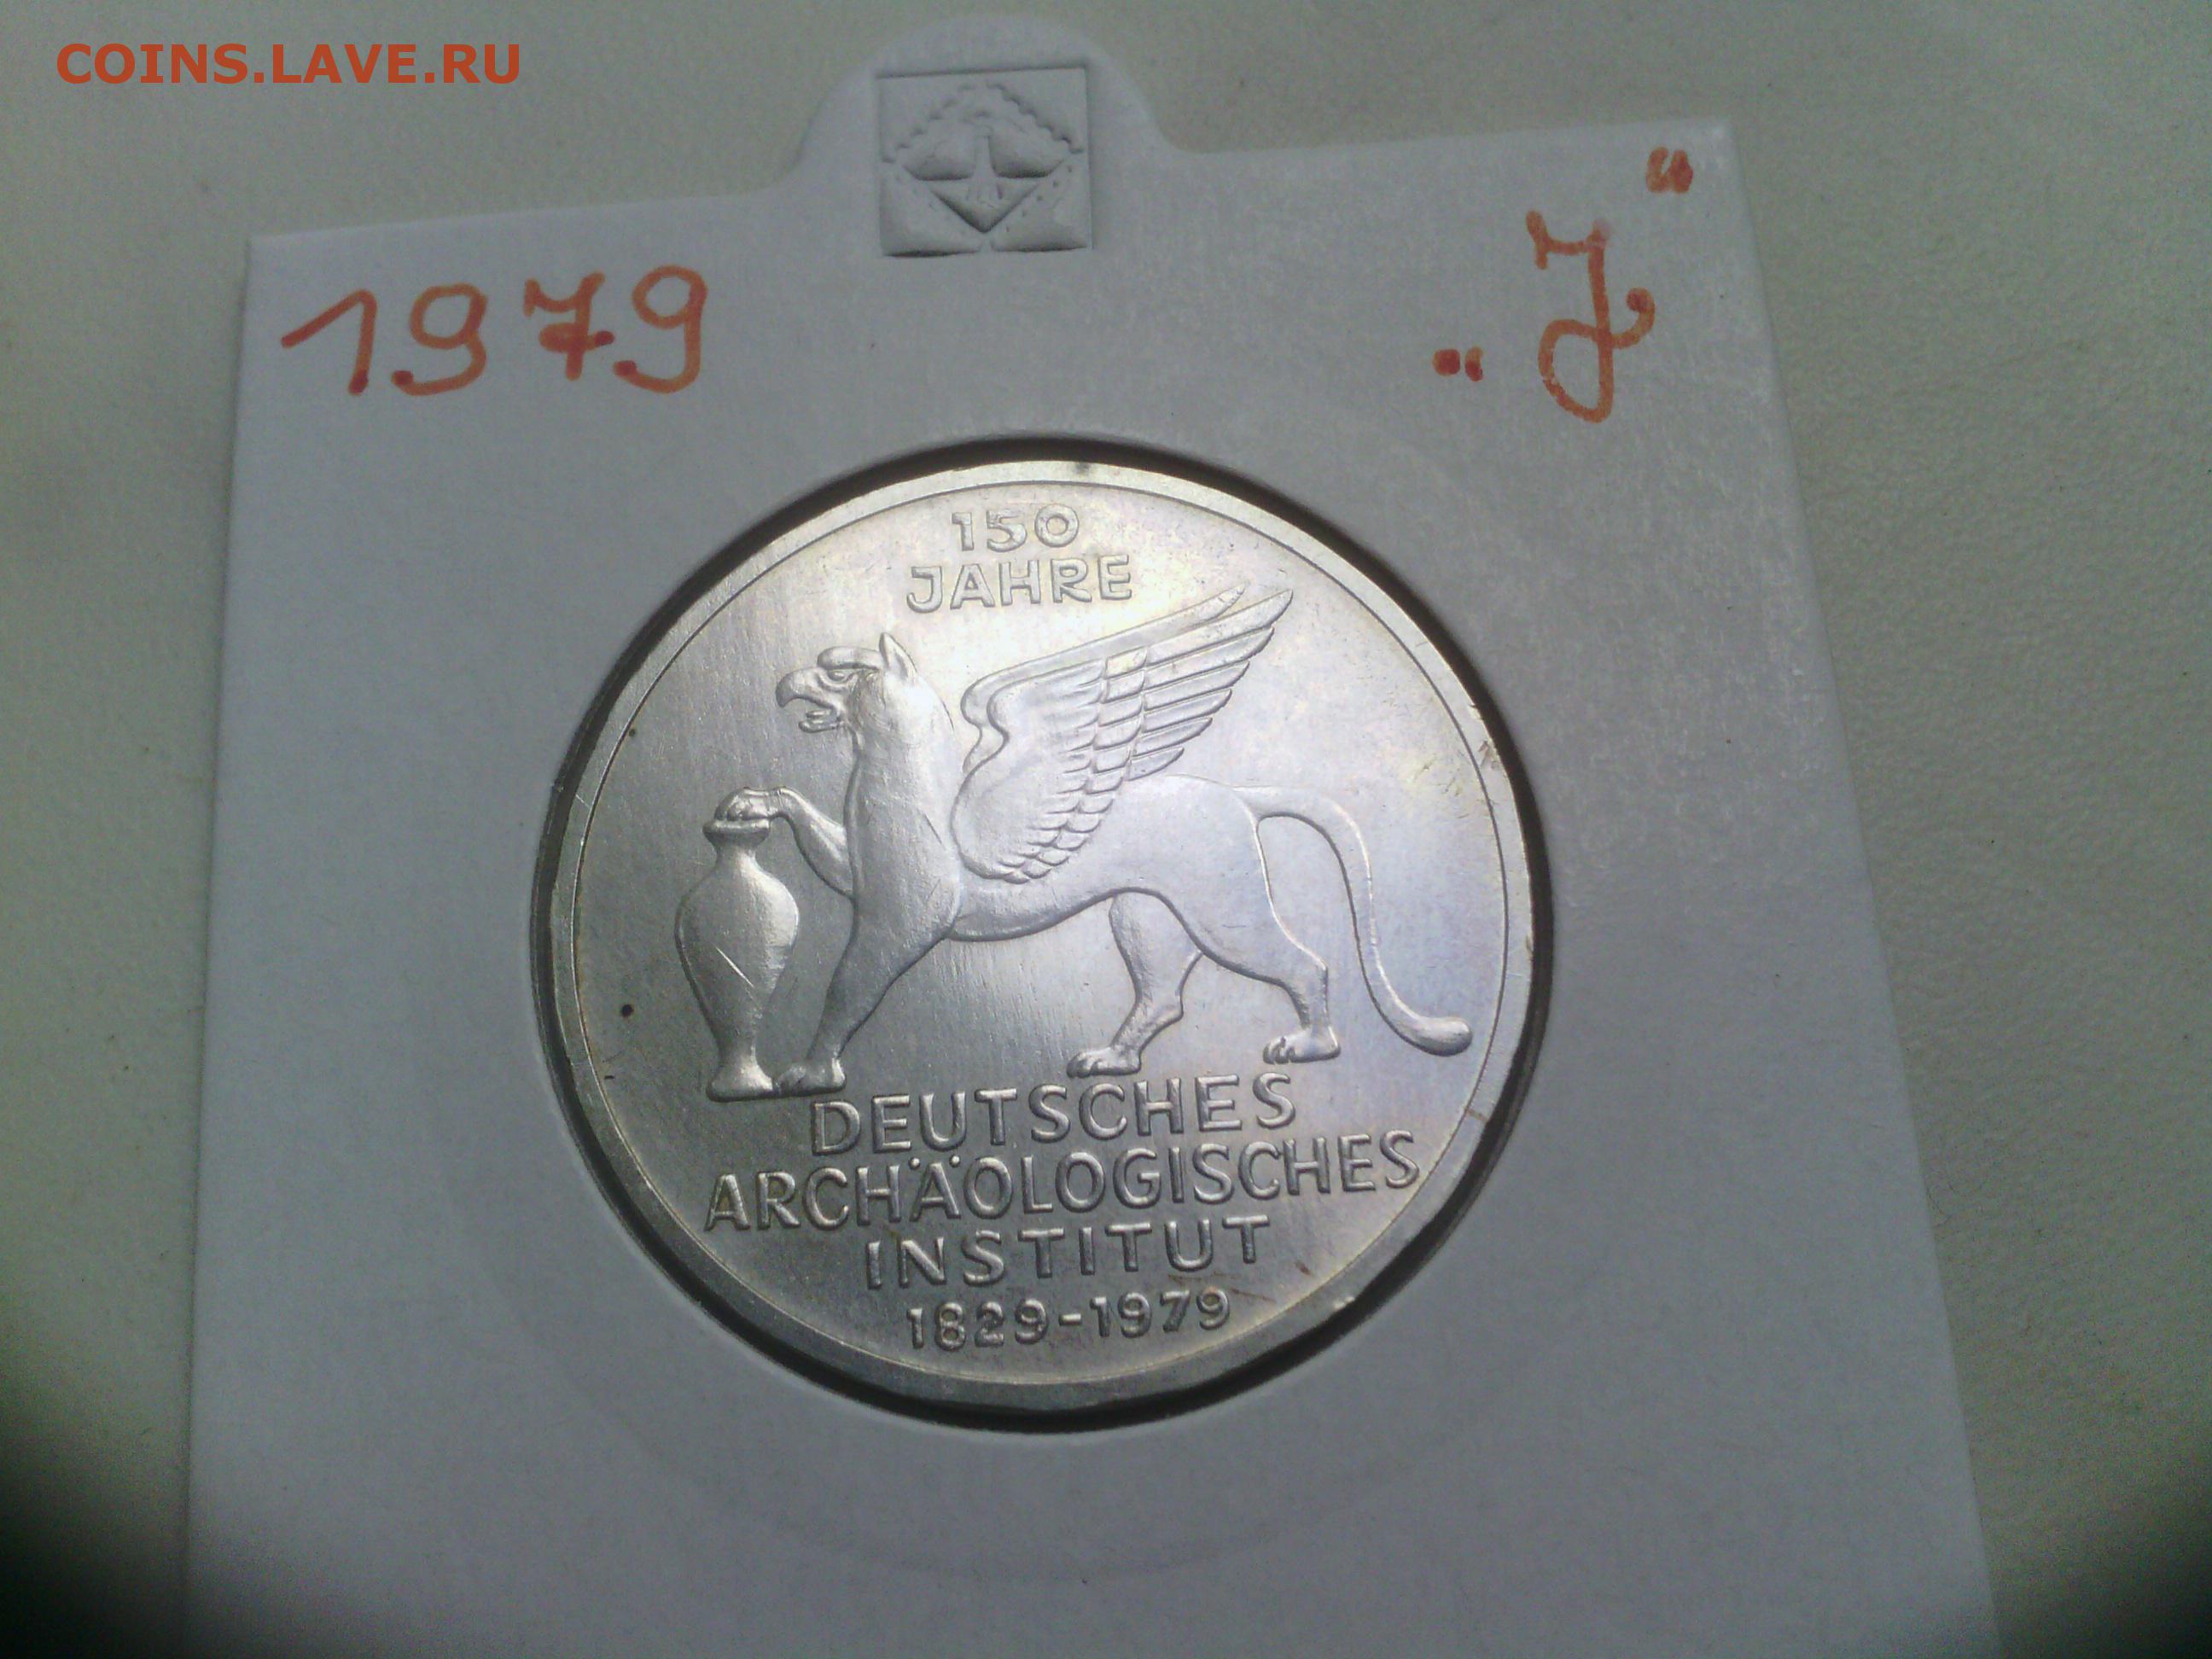 COINS.LAVE.RU
1979 „J“
150
JAHRE
DEUTSCHES
ARCHÄOLOGISCHES
INSTITUT
1829-1979